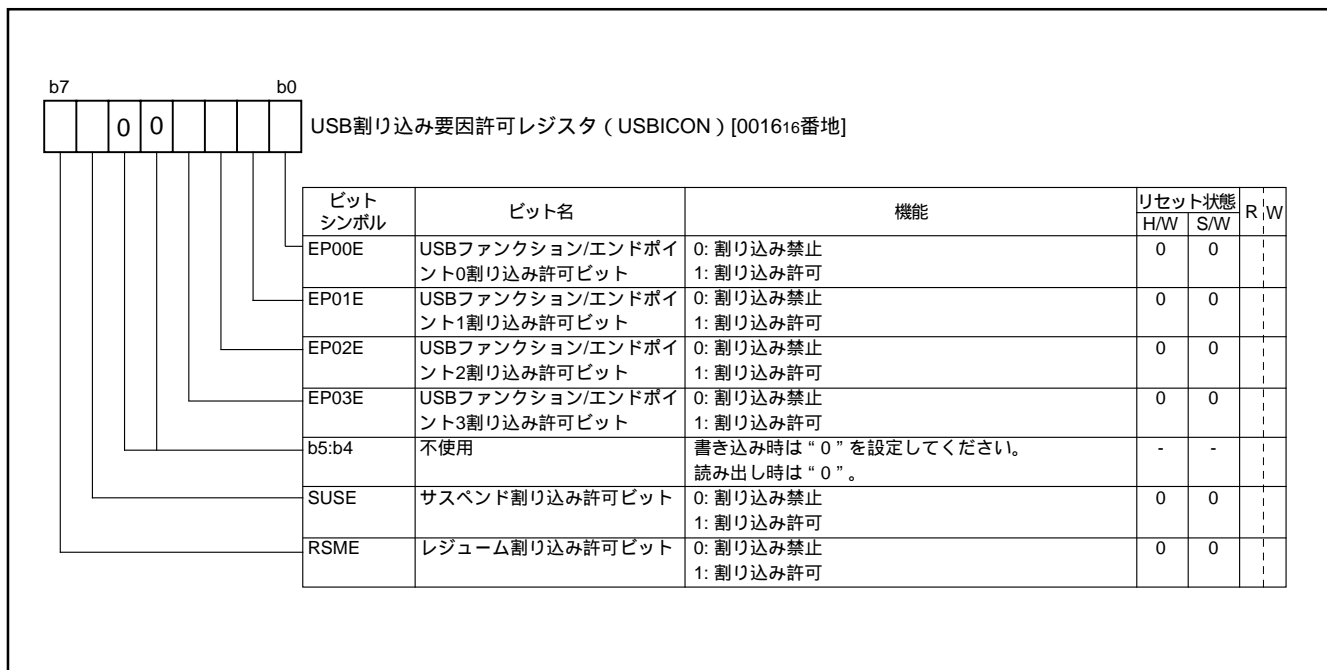 b7 b0
0 0
USB割り込み要因許可レジスタ（USBICON）[001616番地]
ビット
シンボル
ビット名
機能
リセット状態
H/W S/W
R W
EP00E
USBファンクション/エンドポイ
ント0割り込み許可ビット
0: 割り込み禁止
1: 割り込み許可
0 0
EP01E
USBファンクション/エンドポイ
ント1割り込み許可ビット
0: 割り込み禁止
1: 割り込み許可
0 0
EP02E
USBファンクション/エンドポイ
ント2割り込み許可ビット
0: 割り込み禁止
1: 割り込み許可
0 0
EP03E
USBファンクション/エンドポイ
ント3割り込み許可ビット
0: 割り込み禁止
1: 割り込み許可
0 0
b5:b4
不使用
書き込み時は“0”を設定してください。
読み出し時は“0”。
- -
SUSE
サスペンド割り込み許可ビット
0: 割り込み禁止
1: 割り込み許可
0 0
RSME
レジューム割り込み許可ビット
0: 割り込み禁止
1: 割り込み許可
0 0